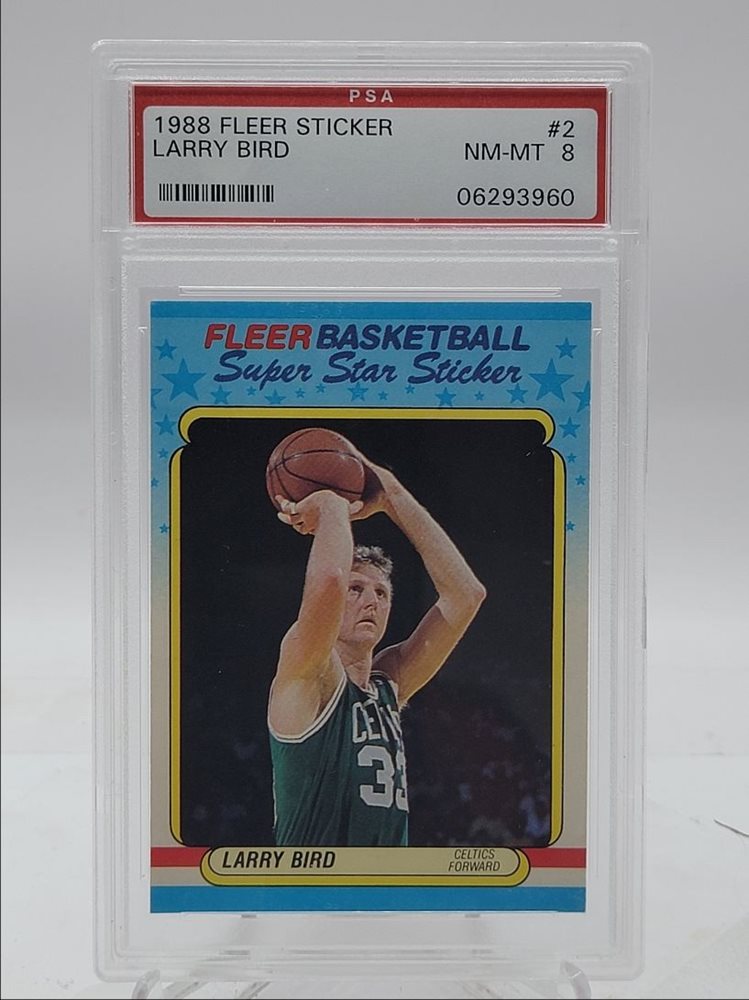 PSA
1988 FLEER STICKER #2
LARRY BIRD NM-MT 8
06293960
FLEER BASKETBALL
Super Star Sticker
CELTICS
33
LARRY BIRD
CELTICS
FORWARD